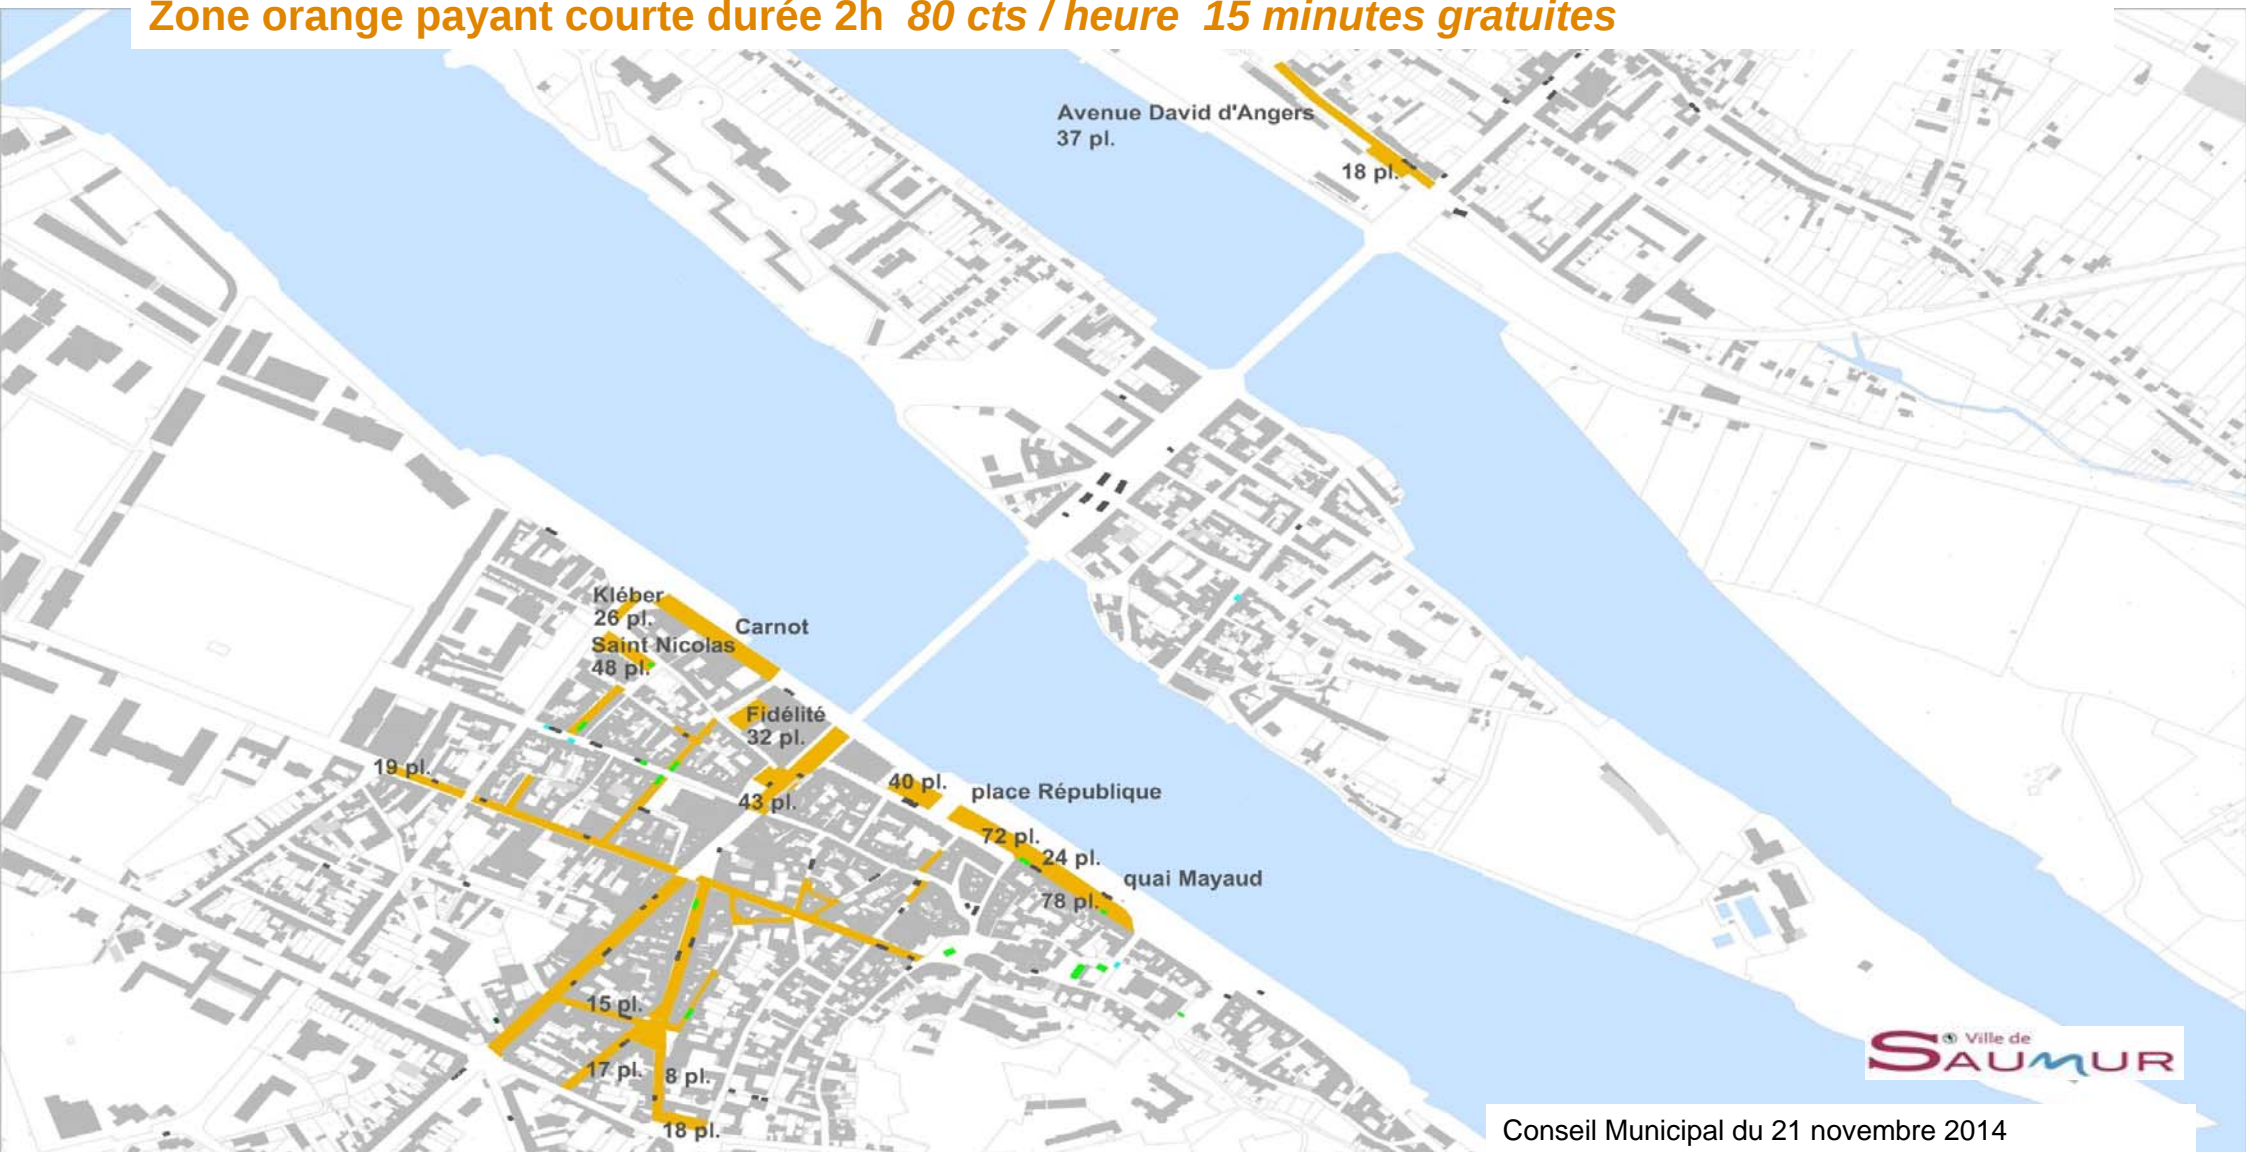 Zone orange payant courte durée 2h 80 cts / heure 15 minutes gratuites
Avenue David d'Angers
37 pl.
18 pl.
Kléber
26 pl.
Carnot
Saint Nicolas
48 pl.
Fidélité
32 pl.
19 pl.
43 pl.
40 pl.
place République
72 pl.
24 pl.
quai Mayaud
78 pl.
15 pl.
17 pl.
8 pl.
18 pl.
Ville de
SAUMUR
Conseil Municipal du 21 novembre 2014